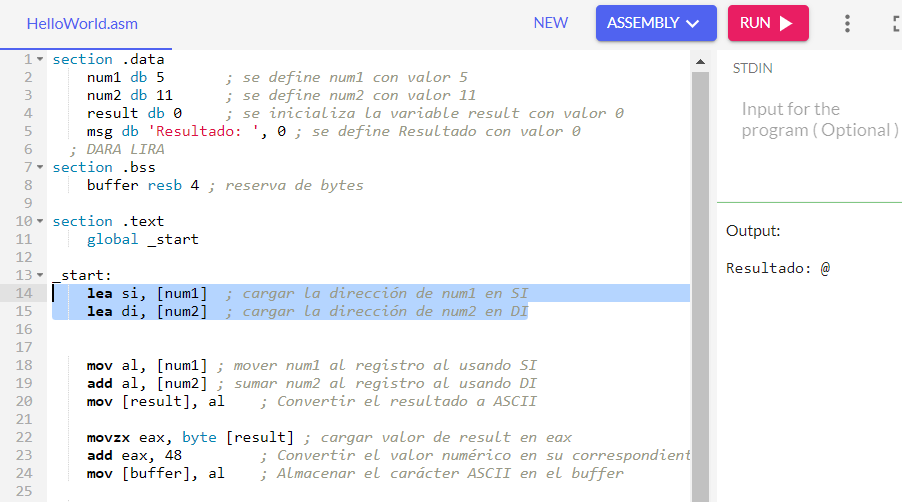 HelloWorld.asm NEW ASSEMBLY RUN
1 section .data
2     num1 db 5       ; se define num1 con valor 5
3     num2 db 11      ; se define num2 con valor 11
4     result db 0     ; se inicializa la variable result con valor 0
5     msg db 'Resultado: ', 0 ; se define Resultado con valor 0
6   ; DARA LIRA
7 section .bss
8     buffer resb 4 ; reserva de bytes
9
10 section .text
11     global _start
12
13 _start:
14     lea si, [num1]  ; cargar la dirección de num1 en SI
15     lea di, [num2]  ; cargar la dirección de num2 en DI
16
17
18     mov al, [num1] ; mover num1 al registro al usando SI
19     add al, [num2] ; sumar num2 al registro al usando DI
20     mov [result], al    ; Convertir el resultado a ASCII
21
22     movzx eax, byte [result] ; cargar valor de result en eax
23     add eax, 48         ; Convertir el valor numérico en su correspondient
24     mov [buffer], al    ; Almacenar el carácter ASCII en el buffer
25
STDIN
Input for the
program ( Optional )
Output:
Resultado: @